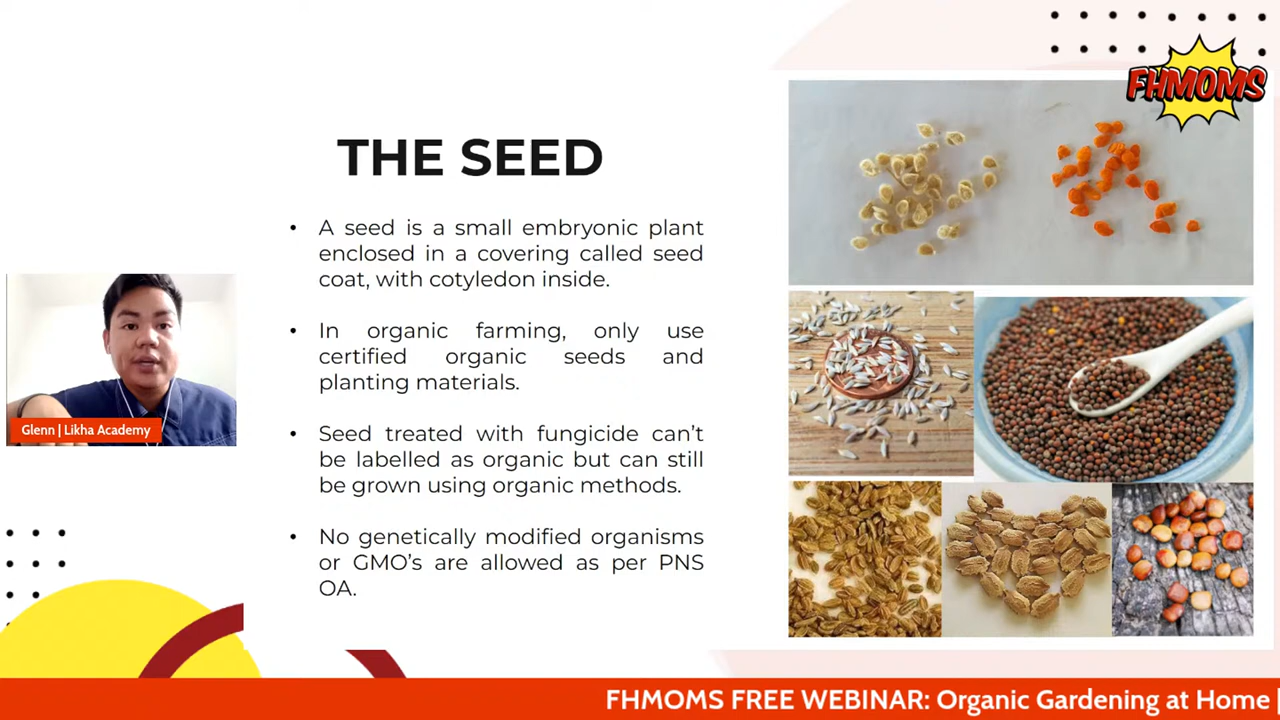 FHMOMS
THE SEED
• A seed is a small embryonic plant
enclosed in a covering called seed
coat, with cotyledon inside.
• In organic farming, only use
certified organic seeds and
planting materials.
• Seed treated with fungicide can't
be labelled as organic but can still
be grown using organic methods.
• No genetically modified organisms
or GMO's are allowed as per PNS
OA.
Glenn | Likha Academy
FHMOMS FREE WEBINAR: Organic Gardening at Home |